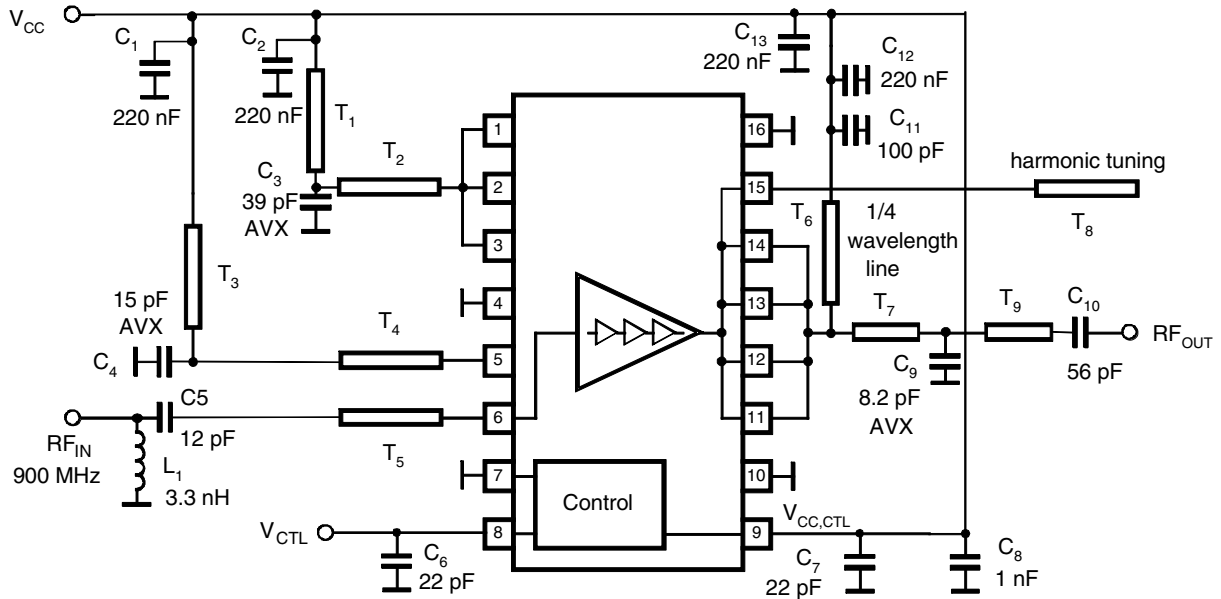 V_CC
C_1
220 nF
C_2
220 nF
T_1
C_3
39 pF
AVX
T_2
T_3
15 pF
AVX
C_4
T_4
C5
12 pF
RF_IN
900 MHz
L_1
3.3 nH
T_5
V_CTL
C_6
22 pF
1
2
3
4
5
6
7
8
Control
16
15
14
13
12
11
10
9
C_13
220 nF
C_12
220 nF
C_11
100 pF
harmonic tuning
T_8
T_6
1/4
wavelength
line
T_7
T_9
C_10
56 pF
RF_OUT
C_9
8.2 pF
AVX
V_CC,CTL
C_7
22 pF
C_8
1 nF